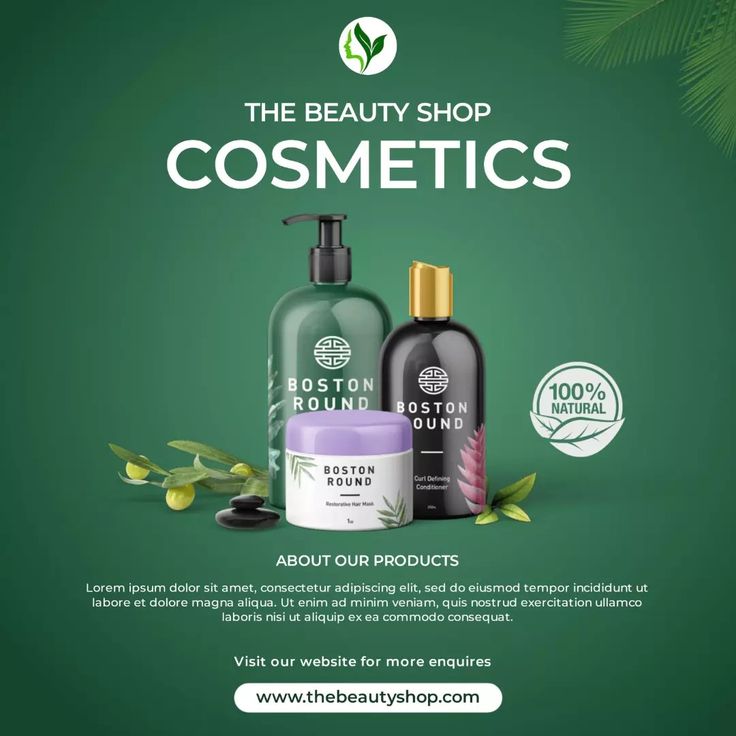 THE BEAUTY SHOP
COSMETICS
BOSTON
ROUND
BOSTON
OUND
BOSTON
ROUND
Restorative Hair Mask
1oz
Curl Defining
Conditioner
100%
NATURAL
ABOUT OUR PRODUCTS
Lorem ipsum dolor sit amet, consectetur adipiscing elit, sed do eiusmod tempor incididunt ut
labore et dolore magna aliqua. Ut enim ad minim veniam, quis nostrud exercitation ullamco
laboris nisi ut aliquip ex ea commodo consequat.
Visit our website for more enquires
www.thebeautyshop.com